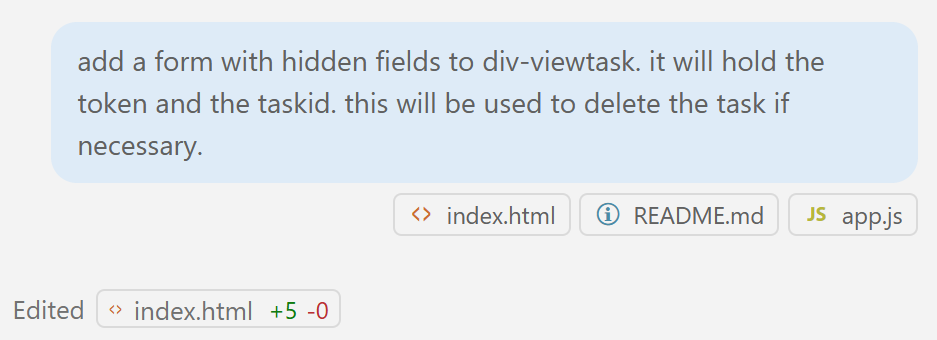 add a form with hidden fields to div-viewtask. it will hold the
token and the taskid. this will be used to delete the task if
necessary.
<> index.html README.md JS app.js
Edited <> index.html +5 -0